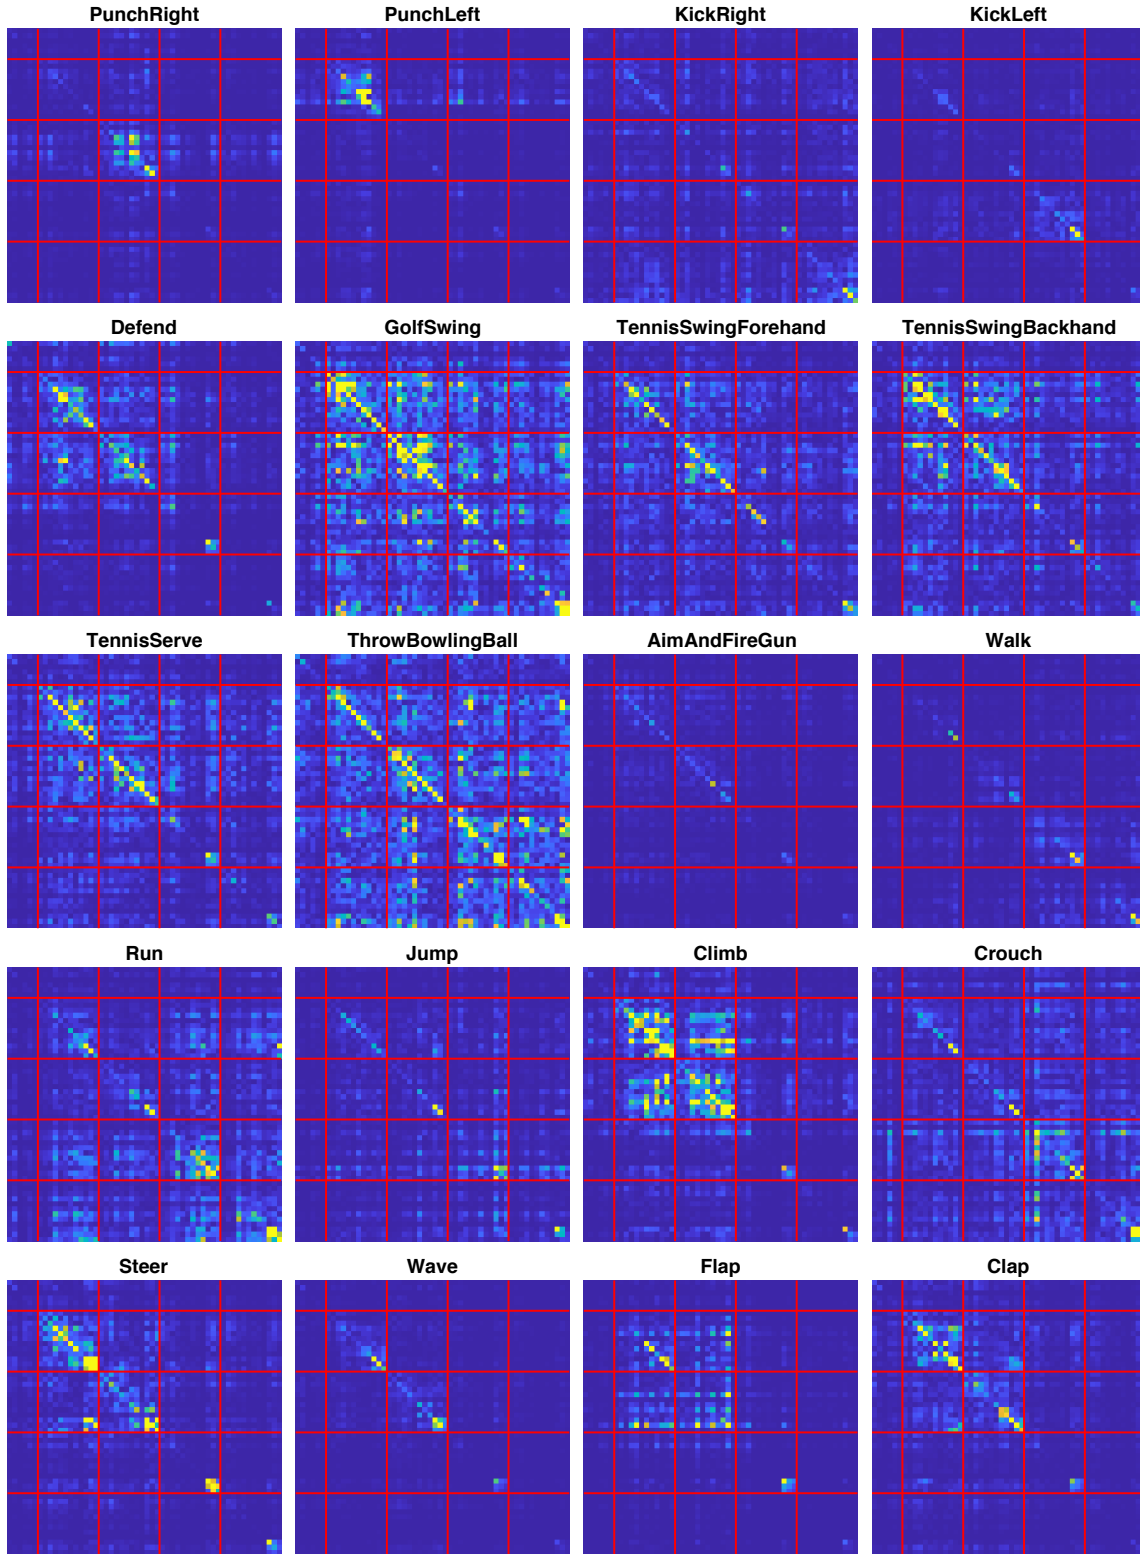 PunchRight PunchLeft KickRight KickLeft
Defend GolfSwing TennisSwingForehand TennisSwingBackhand
TennisServe ThrowBowlingBall AimAndFireGun Walk
Run Jump Climb Crouch
Steer Wave Flap Clap